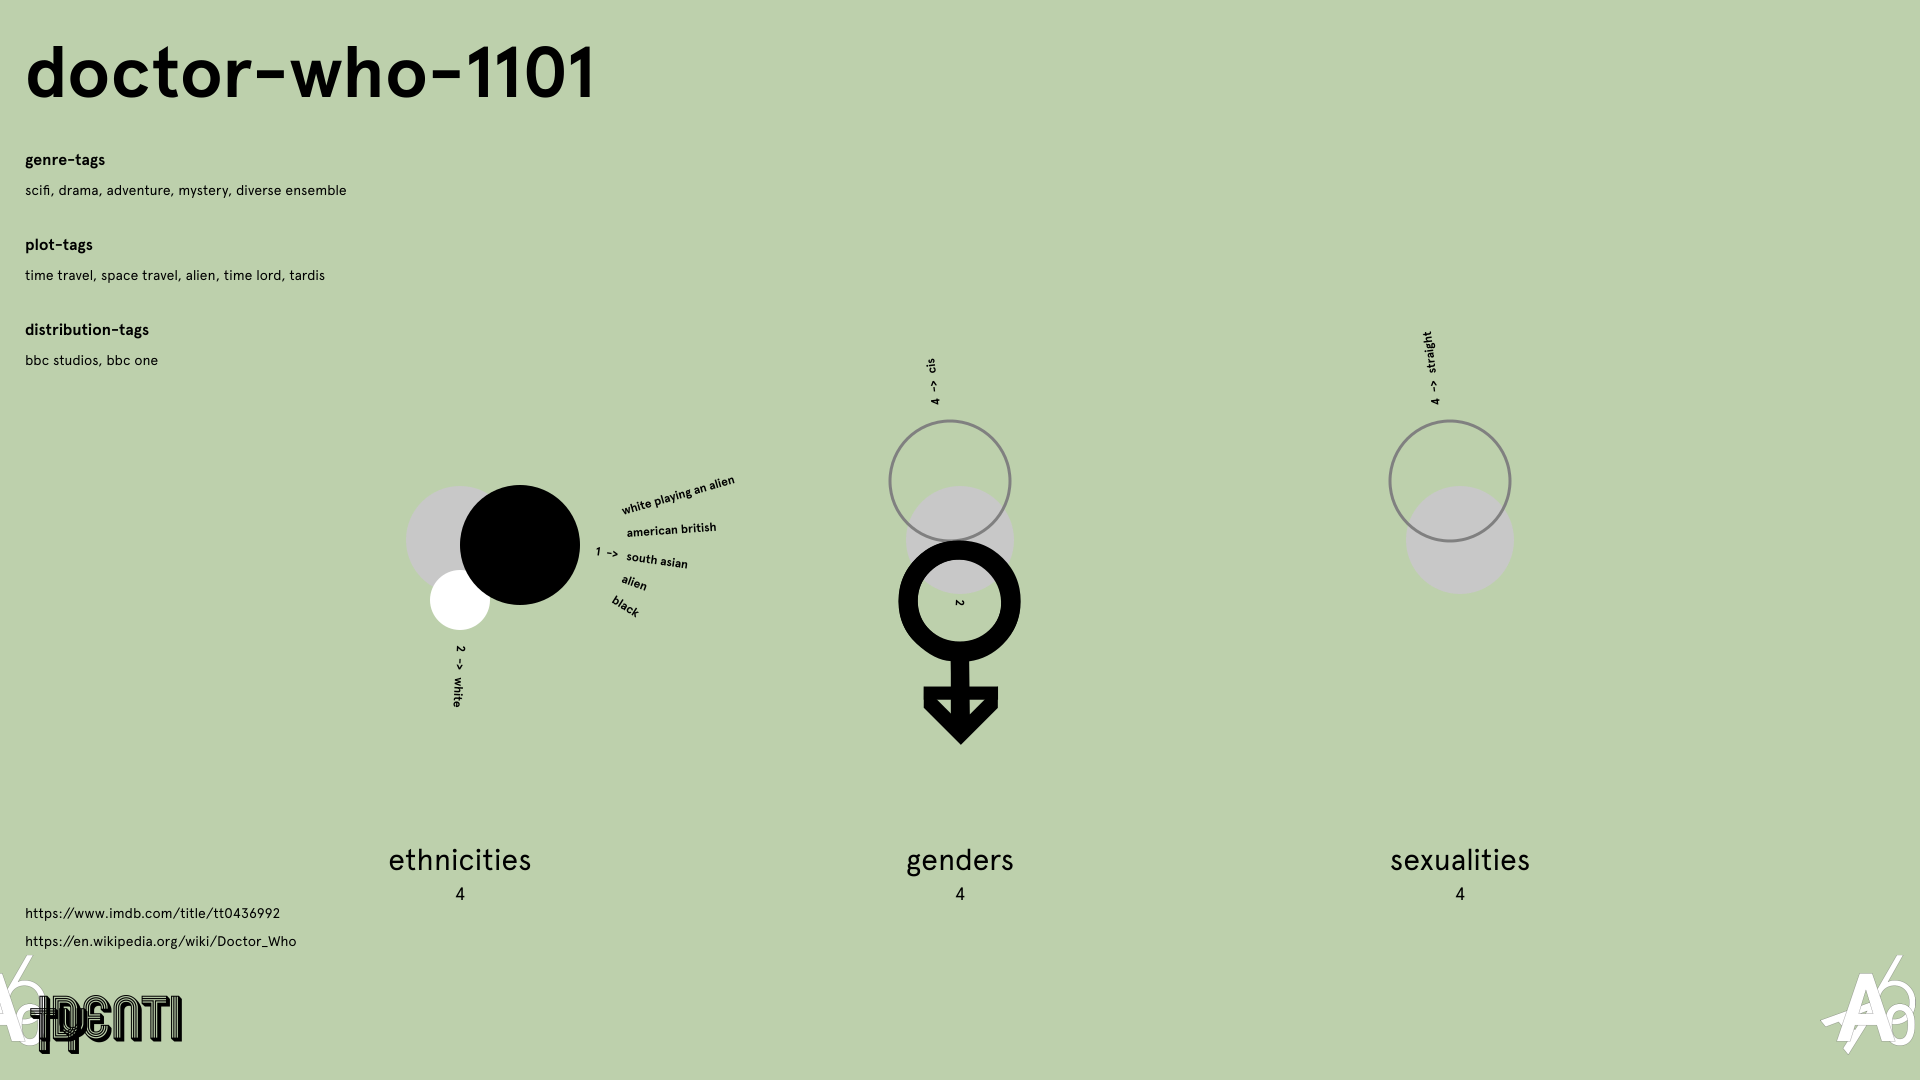 doctor-who-1101
genre-tags
scifi, drama, adventure, mystery, diverse ensemble
plot-tags
time travel, space travel, alien, time lord, tardis
distribution-tags
bbc studios, bbc one
1 -> 
white playing an alien
american british
south asian
alien
black
2 -> white
4 -> cis
2
4 -> straight
ethnicities
4
genders
4
sexualities
4
https://www.imdb.com/title/tt0436992
https://en.wikipedia.org/wiki/Doctor_Who
IDENTI